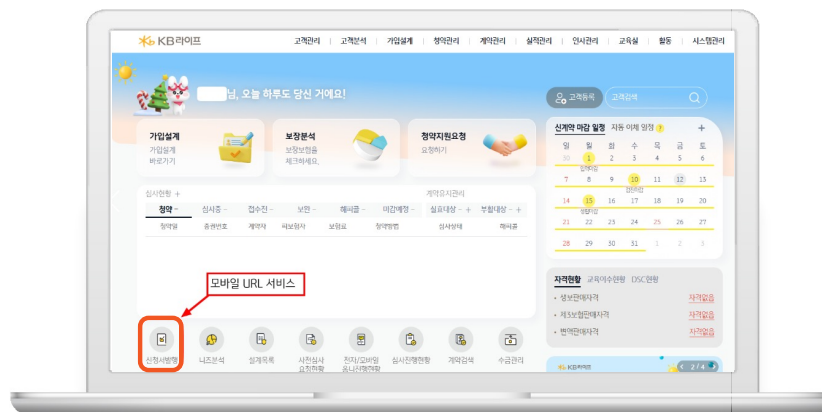 KB라이프
고객관리 | 고객분석 | 가입설계 | 청약관리 | 계약관리 | 실적관리 | 인사관리 | 교육실 | 활동 | 시스템관리
님, 오늘 하루도 당신 거예요!
고객등록 고객검색
가입설계
가입설계
바로가기
보장분석
보장보험을
체크하세요.
청약지원요청
요청하기
신계약 마감 일정 자동 이체 일정 ? +
일 월 화 수 목 금 토
30 1 2 3 4 5 6
7 8 9 10 11 12 13
14 15 16 17 18 19 20
21 22 23 24 25 26 27
28 29 30 31 1 2 3
심사현황 + 계약유지관리
청약 - 심사중 - 접수진 - 보완 - 해피콜 - 미감예정 - 실효대상 - + 부활대상 - +
청약일 증권번호 계약자 피보험자 보험료 청약방법 심사상태 해피콜
모바일 URL 서비스
자격현황 교육이수현황 DSC현황
• 생보판매자격 자격없음
• 제3보험판매자격 자격없음
• 변약판매자격 자격없음
신청서발행 니즈분석 설계목록 사전심사
요청현황 전자/모바일
옴니진행현황 심사진행현황 계약검색 수금관리
KB라이프
< 2 / 4